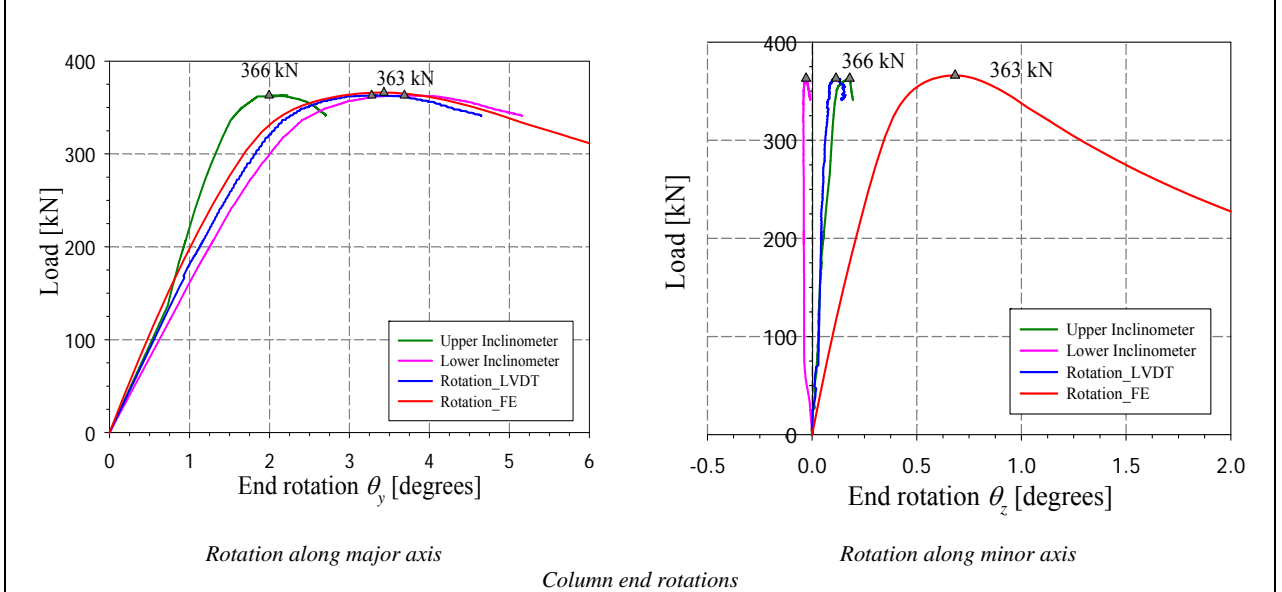 400
366 kN
363 kN
300
200
100
0
Load [kN]
Upper Inclinometer
Lower Inclinometer
Rotation_LVDT
Rotation_FE
0 1 2 3 4 5 6
End rotation θy [degrees]
Rotation along major axis
400
366 kN
363 kN
300
200
100
0
Load [kN]
Upper Inclinometer
Lower Inclinometer
Rotation_LVDT
Rotation_FE
-0.5 0.0 0.5 1.0 1.5 2.0
End rotation θz [degrees]
Rotation along minor axis
Column end rotations